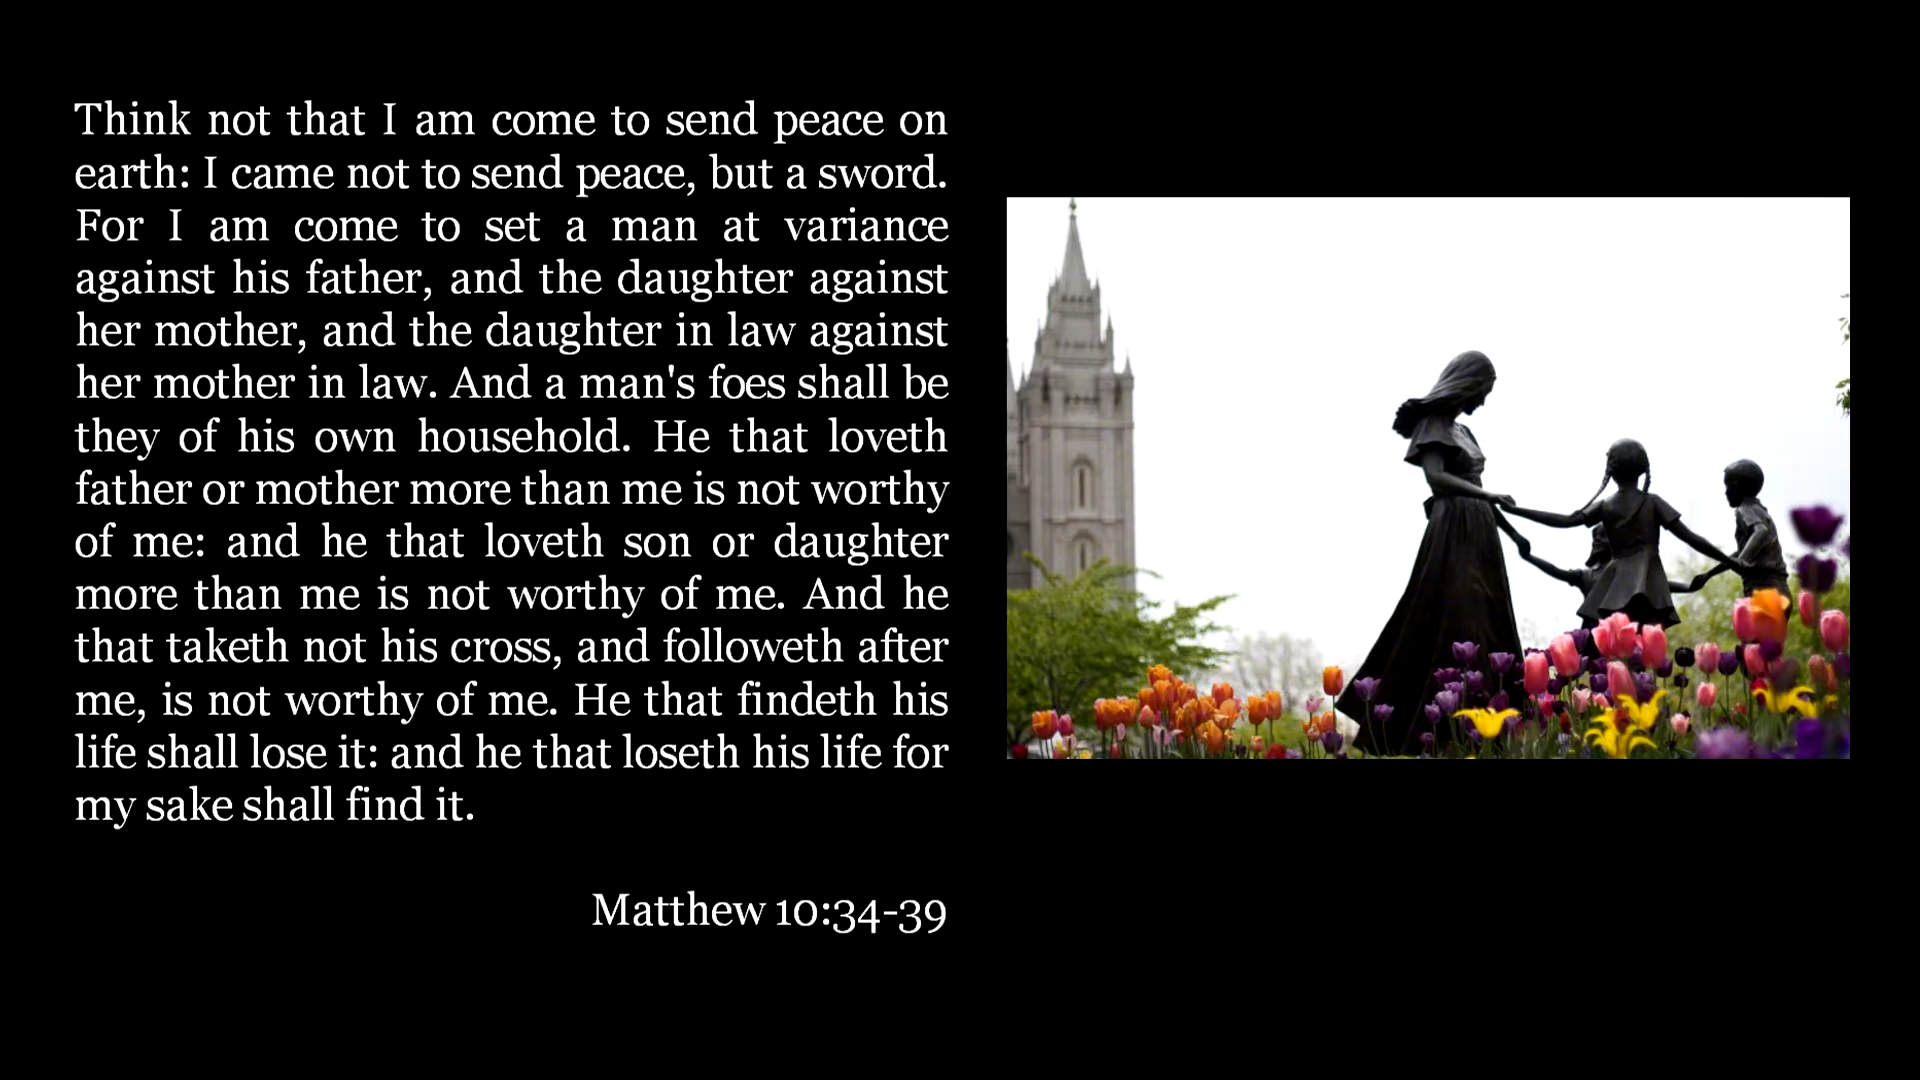 Think not that I am come to send peace on
earth: I came not to send peace, but a sword.
For I am come to set a man at variance
against his father, and the daughter against
her mother, and the daughter in law against
her mother in law. And a man's foes shall be
they of his own household. He that loveth
father or mother more than me is not worthy
of me: and he that loveth son or daughter
more than me is not worthy of me. And he
that taketh not his cross, and followeth after
me, is not worthy of me. He that findeth his
life shall lose it: and he that loseth his life for
my sake shall find it.
Matthew 10:34-39